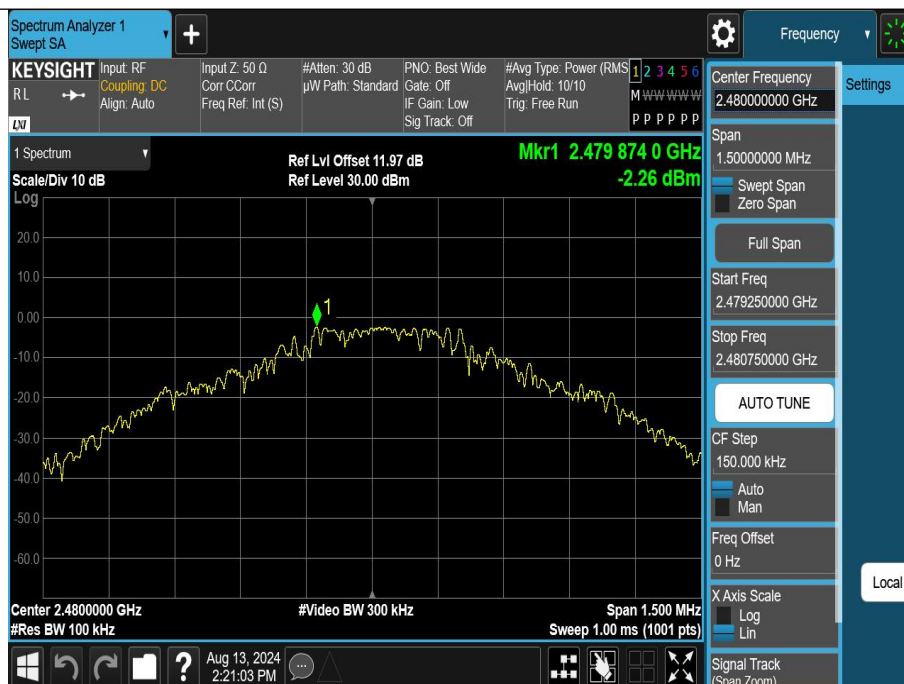 Spectrum Analyzer 1
Swept SA
+
Frequency
KEYSIGHT
R L
LXI
Input: RF
Coupling: DC
Align: Auto
Input Z: 50 Ω
Corr CCorr
Freq Ref: Int (S)
#Atten: 30 dB
µW Path: Standard
PNO: Best Wide
Gate: Off
IF Gain: Low
Sig Track: Off
#Avg Type: Power (RMS
Avg|Hold: 10/10
Trig: Free Run
1 2 3 4 5 6
M W W W W W
P P P P P P
1 Spectrum
Scale/Div 10 dB
Log
Ref Lvl Offset 11.97 dB
Ref Level 30.00 dBm
Mkr1 2.479 874 0 GHz
-2.26 dBm
20.0
10.0
0.00
-10.0
-20.0
-30.0
-40.0
-50.0
-60.0
1
Center 2.4800000 GHz
#Res BW 100 kHz
#Video BW 300 kHz
Span 1.500 MHz
Sweep 1.00 ms (1001 pts)
Aug 13, 2024
2:21:03 PM
?
Center Frequency
2.480000000 GHz
Span
1.50000000 MHz
Swept Span
Zero Span
Full Span
Start Freq
2.479250000 GHz
Stop Freq
2.480750000 GHz
AUTO TUNE
CF Step
150.000 kHz
Auto
Man
Freq Offset
0 Hz
X Axis Scale
Log
Lin
Signal Track
(Span Zoom)
Settings
Local